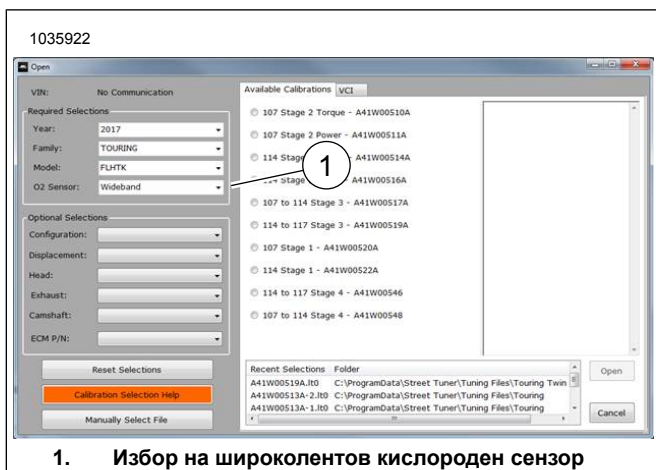 1035922
Open
VIN: No Communication
Required Selections
Year: 2017
Family: TOURING
Model: FLHTK
O2 Sensor: Wideband
Optional Selections
Configuration:
Displacement:
Head:
Exhaust:
Camshaft:
ECM P/N:
Reset Selections
Calibration Selection Help
Manually Select File
Available Calibrations VCI
107 Stage 2 Torque - A41W00510A
107 Stage 2 Power - A41W00511A
114 Stage A41W00514A
1
114 Stage A41W00516A
107 to 114 Stage 3 - A41W00517A
114 to 117 Stage 3 - A41W00519A
107 Stage 1 - A41W00520A
114 Stage 1 - A41W00522A
114 to 117 Stage 4 - A41W00546
107 to 114 Stage 4 - A41W00548
Recent Selections Folder
A41W00519A.lt0 C:\ProgramData\Street Tuner\Tuning Files\Touring Twin
A41W00513A-2.lt0 C:\ProgramData\Street Tuner\Tuning Files\Touring
A41W00513A-1.lt0 C:\ProgramData\Street Tuner\Tuning Files\Touring
Open
Cancel
1. Избор на широколентов кислороден сензор